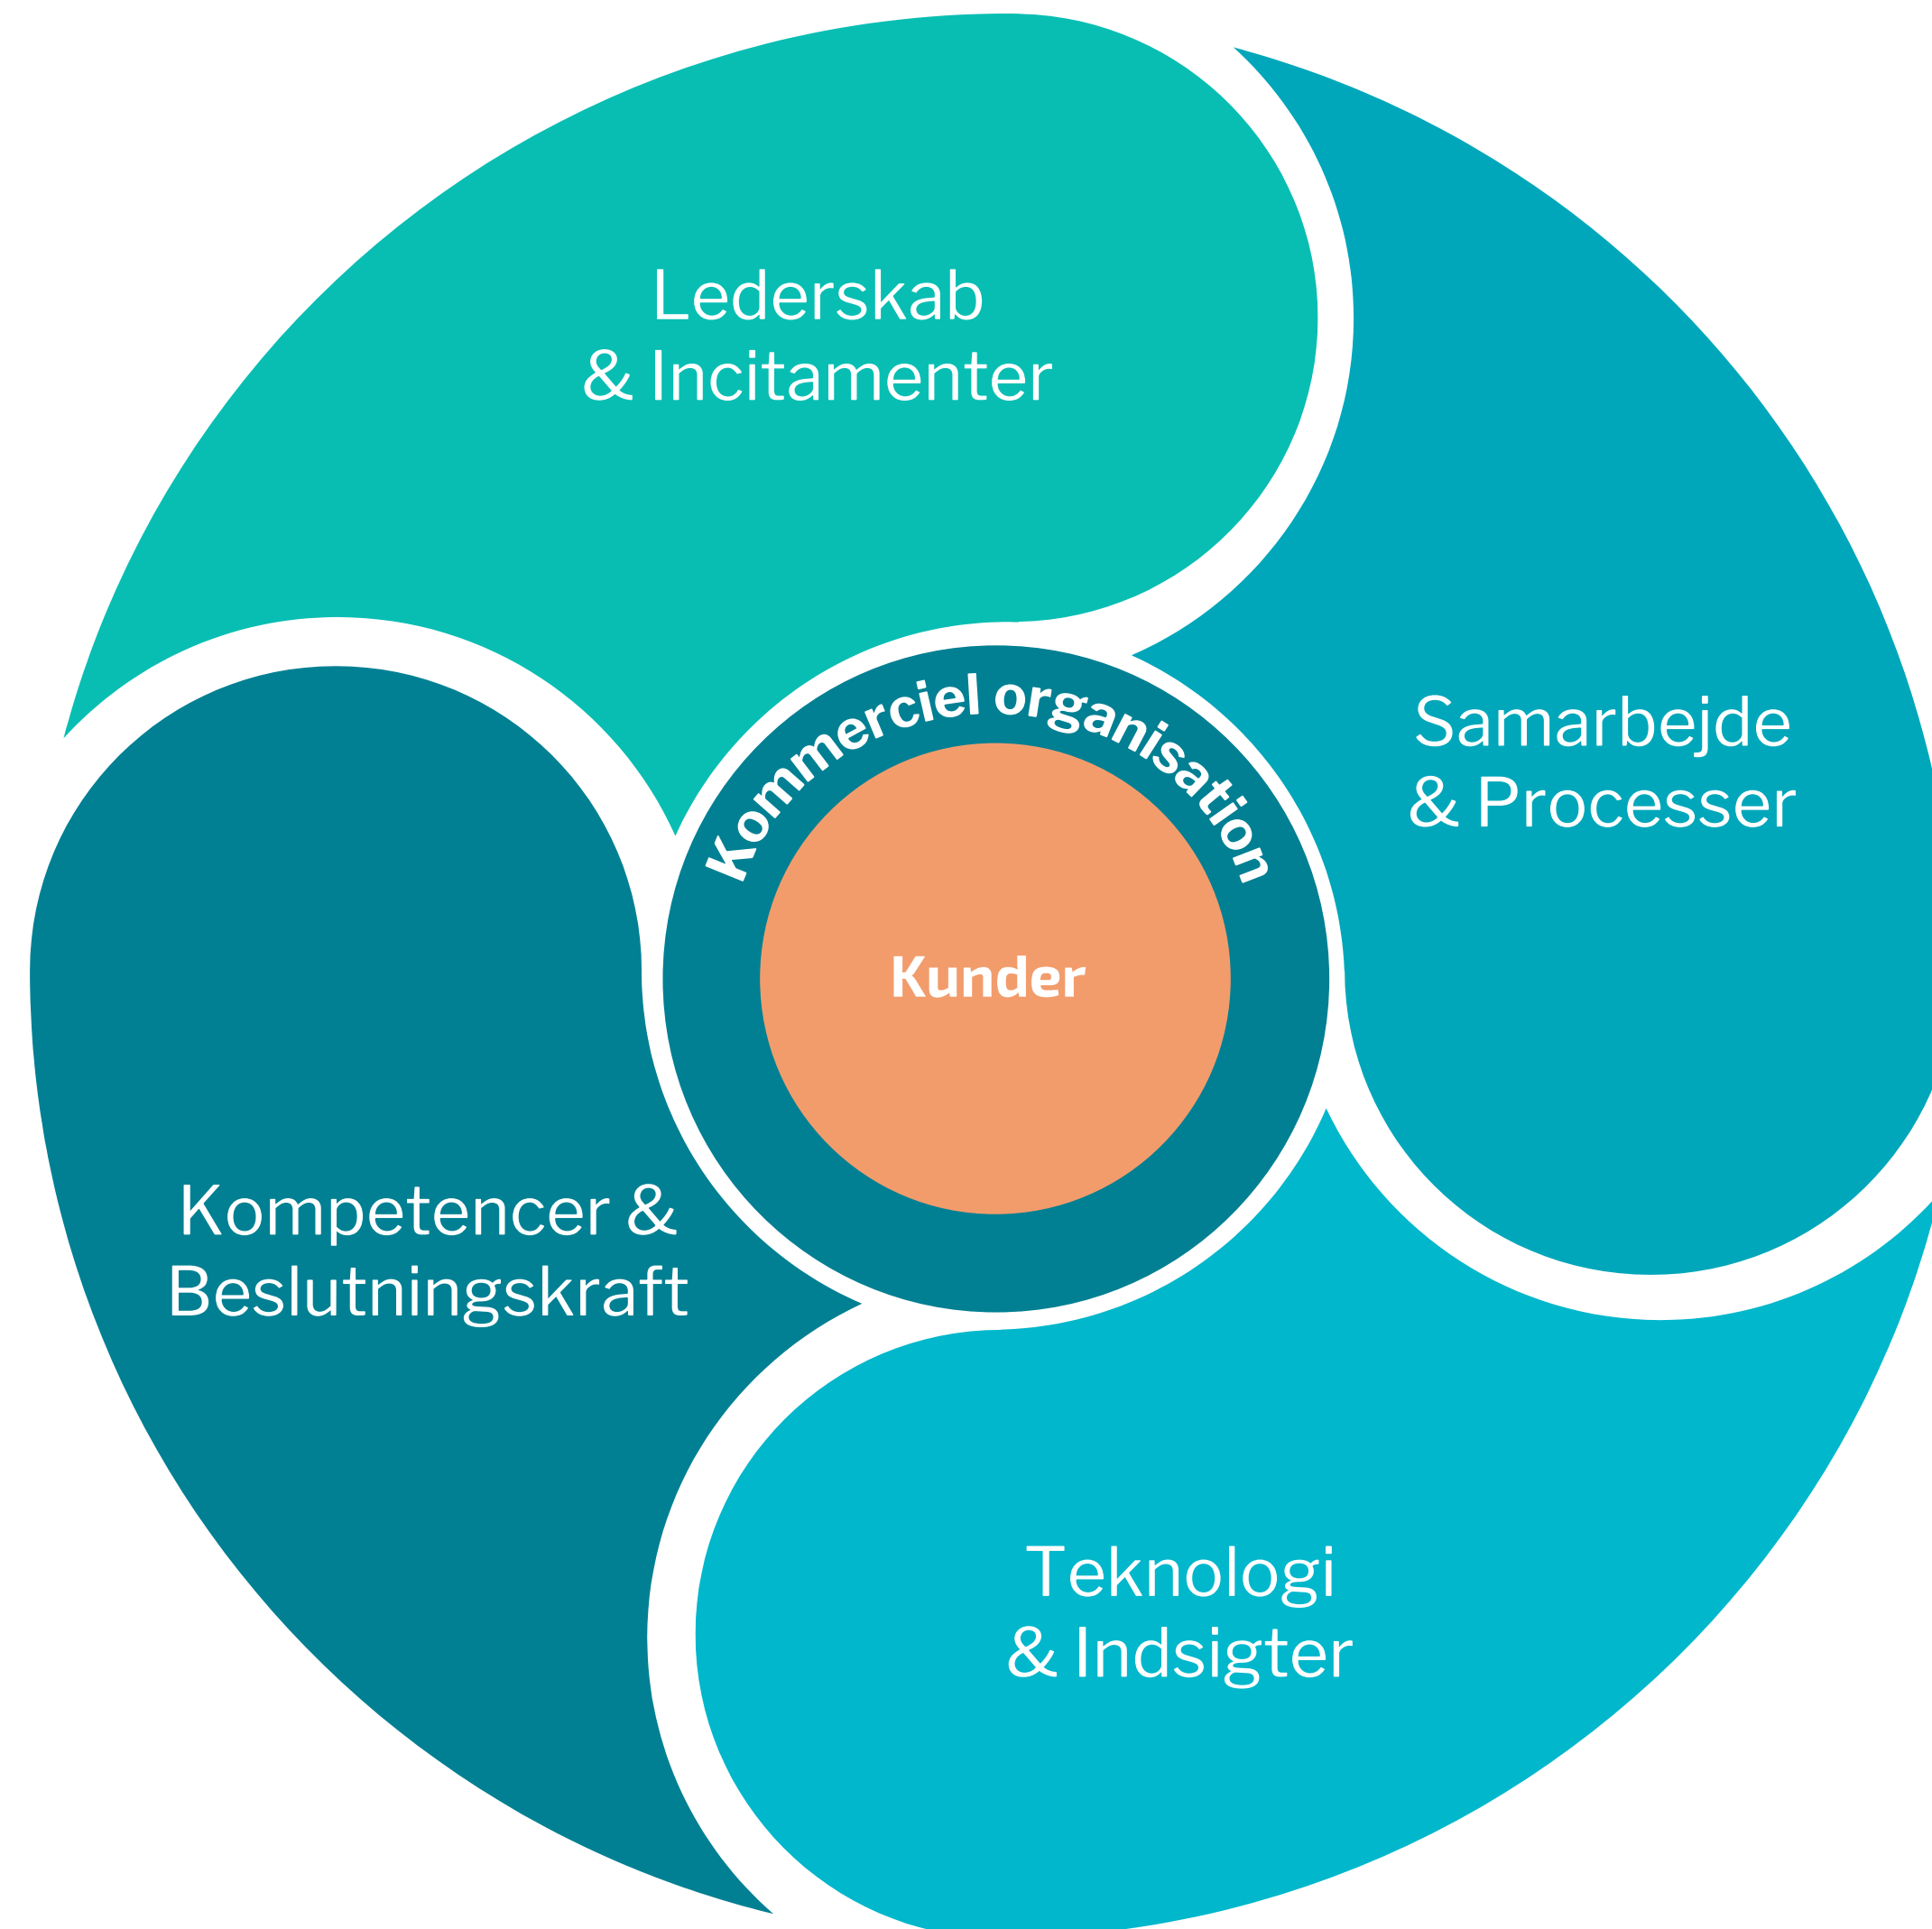 Lederskab
& Incitamenter
Samarbejde
& Processer
Kommerciel organisation
Kunder
Kompetencer &
Beslutningskraft
Teknologi
& Indsigter